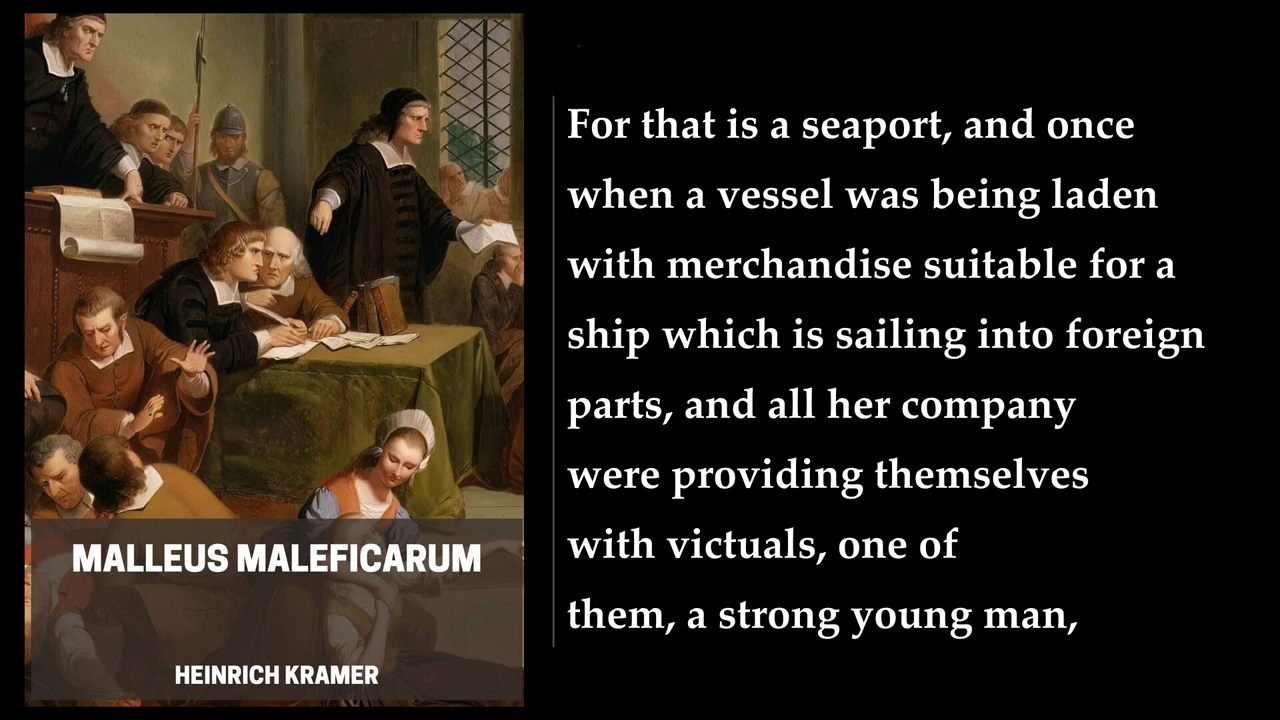 MALLEUS MALEFICARUM
HEINRICH KRAMER
For that is a seaport, and once
when a vessel was being laden
with merchandise suitable for a
ship which is sailing into foreign
parts, and all her company
were providing themselves
with victuals, one of
them, a strong young man,